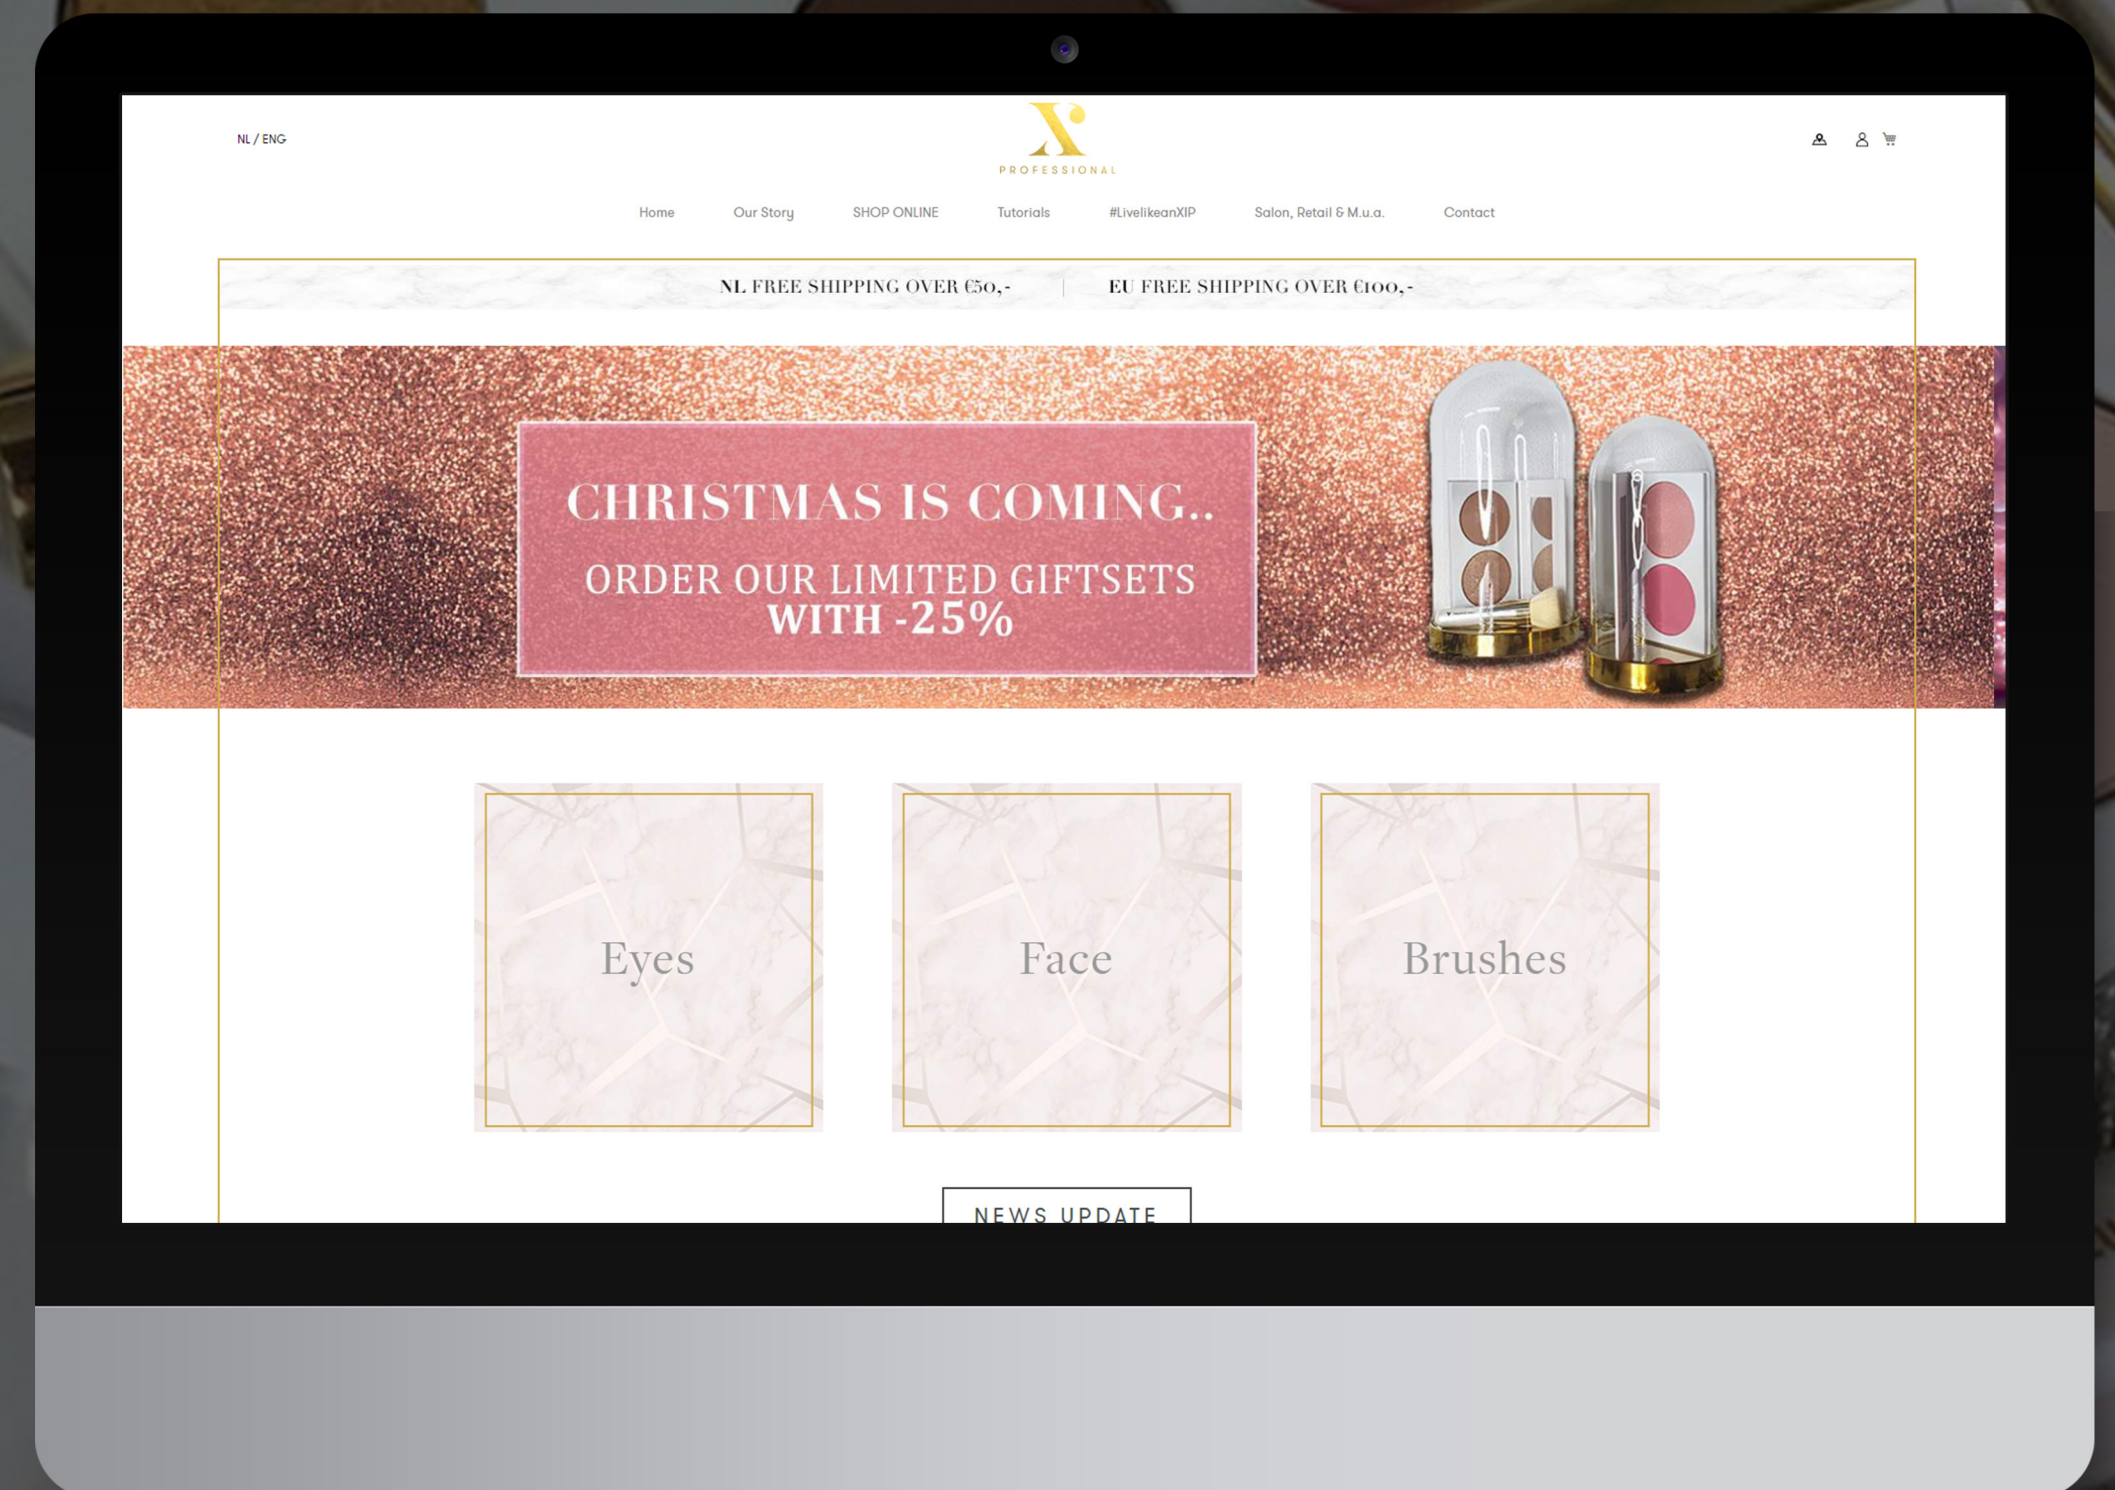 NL / ENG
X
PROFESSIONAL
Home Our Story SHOP ONLINE Tutorials #LivelikeanXIP Salon, Retail & M.u.a. Contact
NL FREE SHIPPING OVER €50,- | EU FREE SHIPPING OVER €100,-
CHRISTMAS IS COMING..
ORDER OUR LIMITED GIFTSETS
WITH -25%
Eyes Face Brushes
NEWS UPDATE